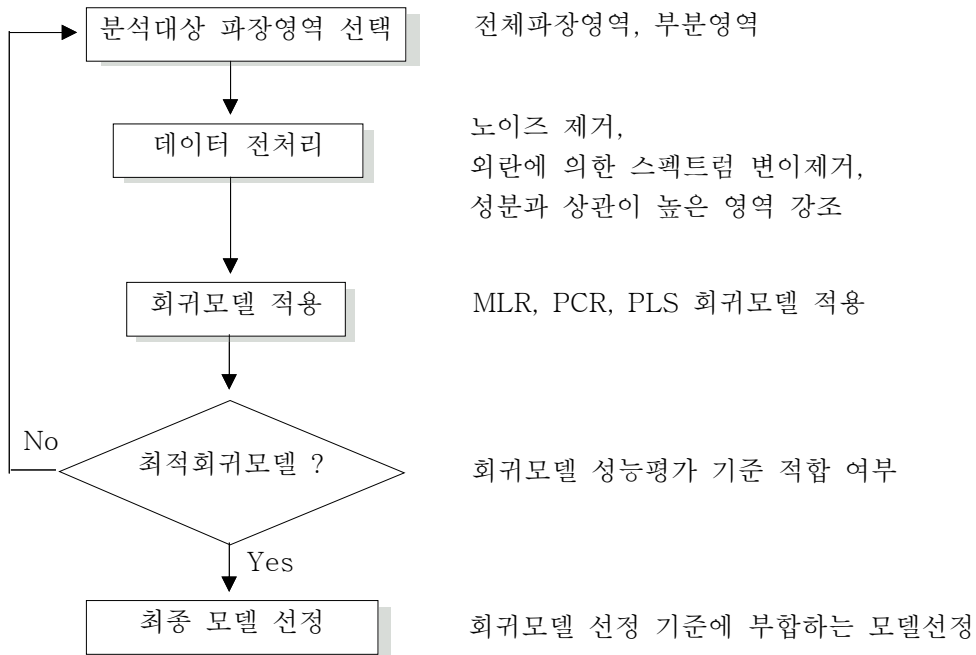 분석대상 파장영역 선택
전체파장영역, 부분영역
데이터 전처리
노이즈 제거,
외란에 의한 스펙트럼 변이제거,
성분과 상관이 높은 영역 강조
회귀모델 적용
MLR, PCR, PLS 회귀모델 적용
No
최적회귀모델 ?
회귀모델 성능평가 기준 적합 여부
Yes
최종 모델 선정
회귀모델 선정 기준에 부합하는 모델선정